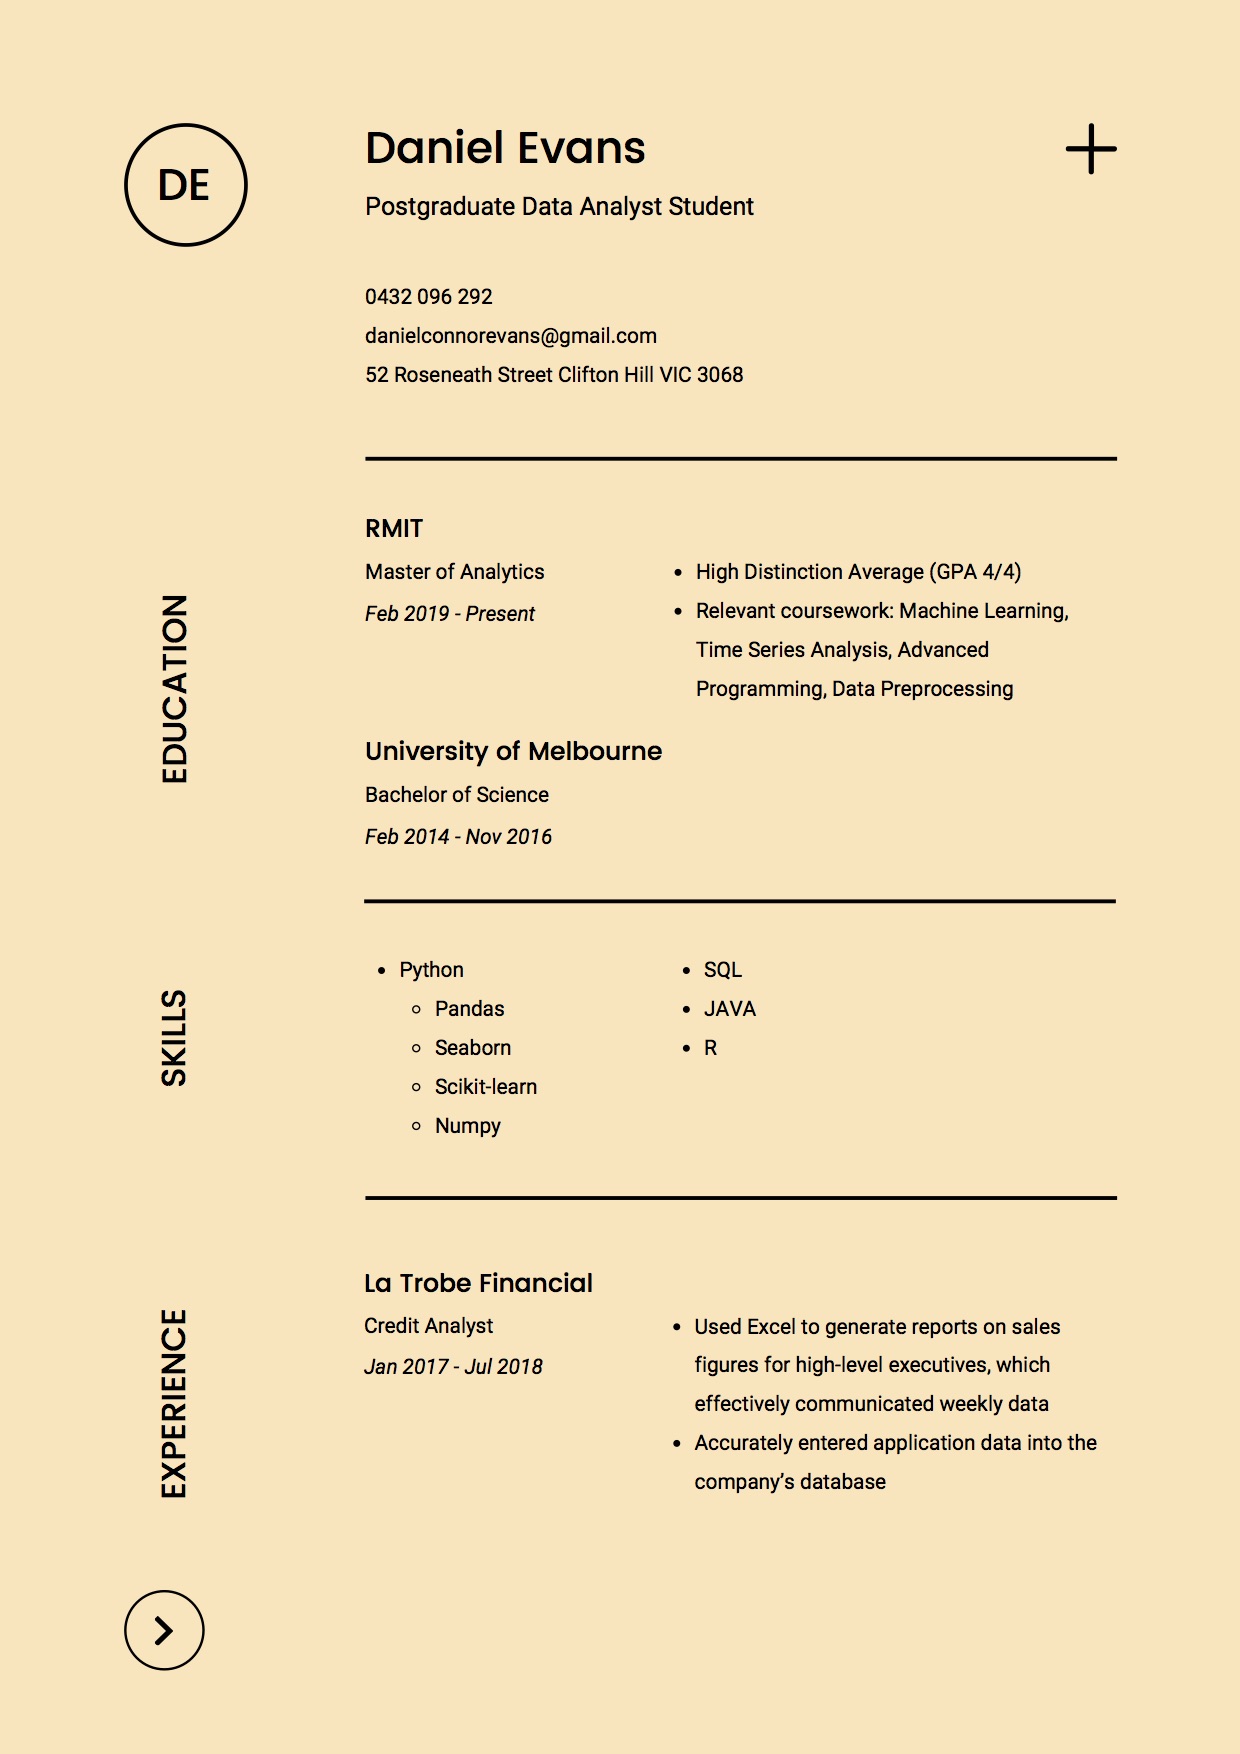 DE
Daniel Evans
Postgraduate Data Analyst Student
0432 096 292
danielconnorevans@gmail.com
52 Roseneath Street Clifton Hill VIC 3068
EDUCATION
RMIT
Master of Analytics
Feb 2019 - Present
• High Distinction Average (GPA 4/4)
• Relevant coursework: Machine Learning,
Time Series Analysis, Advanced
Programming, Data Preprocessing
University of Melbourne
Bachelor of Science
Feb 2014 - Nov 2016
SKILLS
• Python
◦ Pandas
◦ Seaborn
◦ Scikit-learn
◦ Numpy
• SQL
• JAVA
• R
EXPERIENCE
La Trobe Financial
Credit Analyst
Jan 2017 - Jul 2018
• Used Excel to generate reports on sales
figures for high-level executives, which
effectively communicated weekly data
• Accurately entered application data into the
company’s database